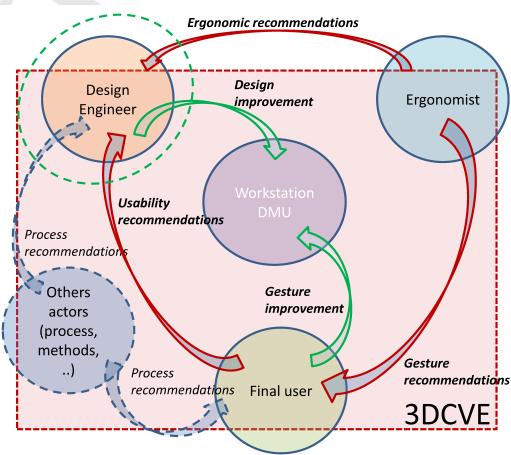 Ergonomic recommendations
Design
Engineer
Design
improvement
Ergonomist
Workstation
DMU
Usability
recommendations
Process
recommendations
Others
actors
(process,
methods,
..)
Gesture
improvement
Process
recommendations
Final user
Gesture
recommendations
3DCVE